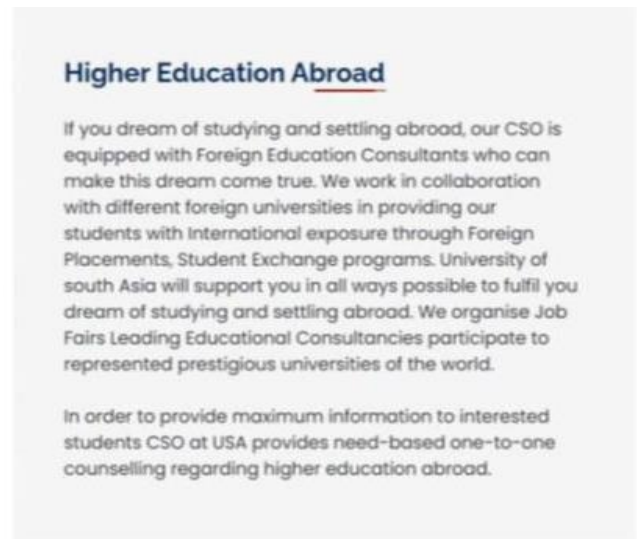 Higher Education Abroad
If you dream of studying and settling abroad, our CSO is
equipped with Foreign Education Consultants who can
make this dream come true. We work in collaboration
with different foreign universities in providing our
students with International exposure through Foreign
Placements, Student Exchange programs. University of
south Asia will support you in all ways possible to fulfil you
dream of studying and settling abroad. We organise Job
Fairs Leading Educational Consultancies participate to
represented prestigious universities of the world.
In order to provide maximum information to interested
students CSO at USA provides need-based one-to-one
counselling regarding higher education abroad.